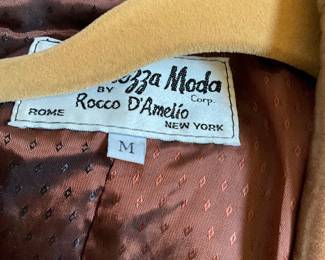 Moda
BY Corp.
Rocco D'Amelio
ROME NEW YORK
M